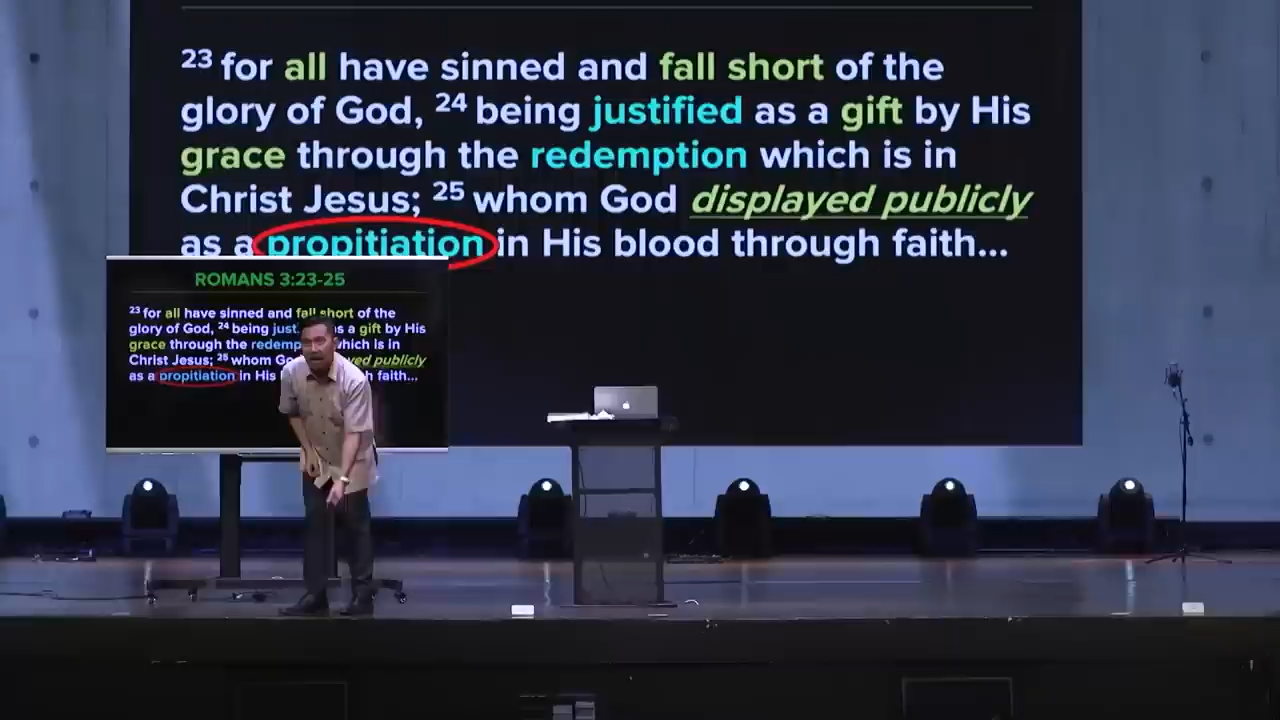 23 for all have sinned and fall short of the
glory of God, 24 being justified as a gift by His
grace through the redemption which is in
Christ Jesus; 25 whom God displayed publicly
as a propitiation in His blood through faith...
ROMANS 3:23-25
23 for all have sinned and fall short of the
glory of God, 24 being as a gift by His
grace through the which is in
Christ Jesus; 25 whom publicly
as a propitiation in His faith...